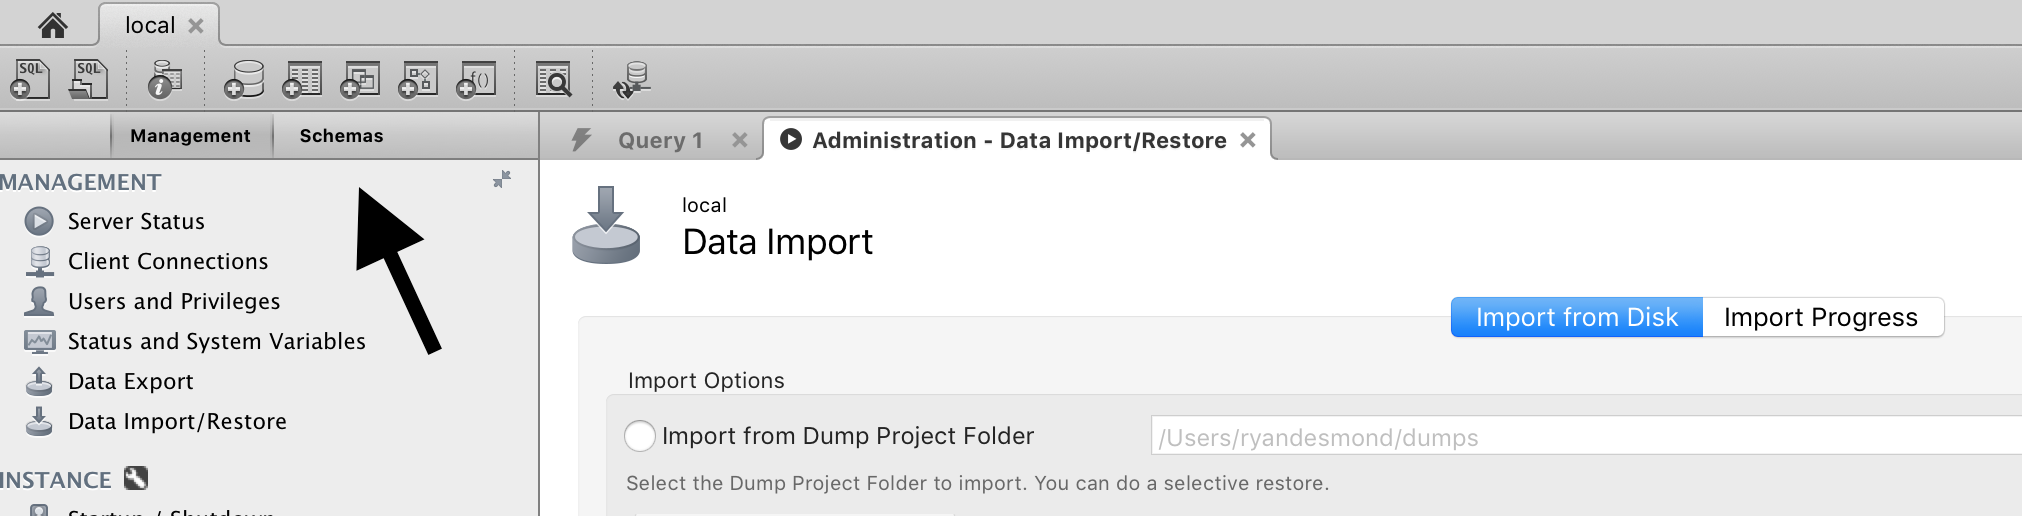 local
SQL SQL
Management Schemas
Query 1 Administration - Data Import/Restore
MANAGEMENT
Server Status
Client Connections
Users and Privileges
Status and System Variables
Data Export
Data Import/Restore
INSTANCE
Startup / Shutdown
local
Data Import
Import from Disk Import Progress
Import Options
Import from Dump Project Folder /Users/ryandesmond/dumps
Select the Dump Project Folder to import. You can do a selective restore.